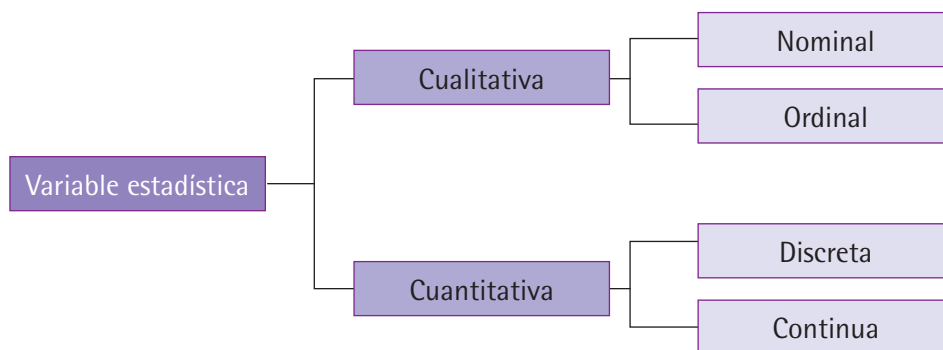 Variable estadística
Cualitativa
Nominal
Ordinal
Cuantitativa
Discreta
Continua